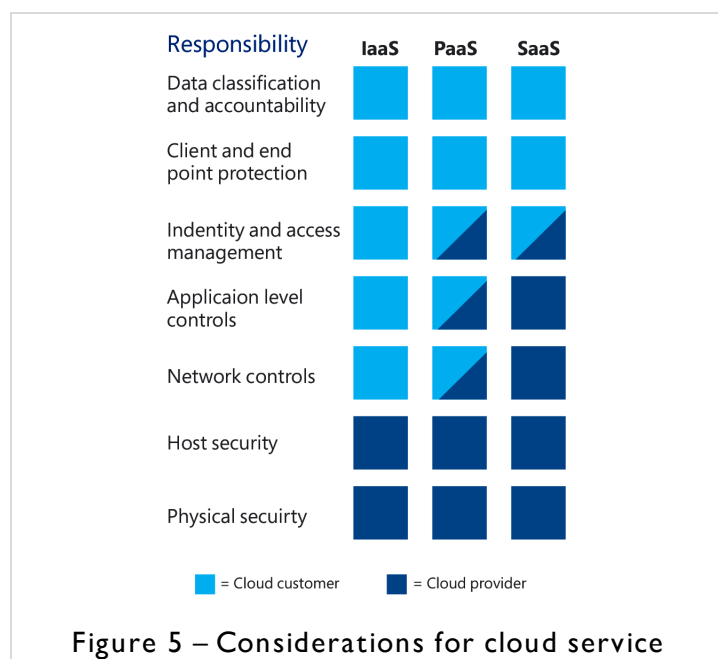 Responsibility IaaS PaaS SaaS
Data classification
and accountability
Client and end
point protection
Indentity and access
management
Applicaion level
controls
Network controls
Host security
Physical secuirty
= Cloud customer = Cloud provider
Figure 5 – Considerations for cloud service